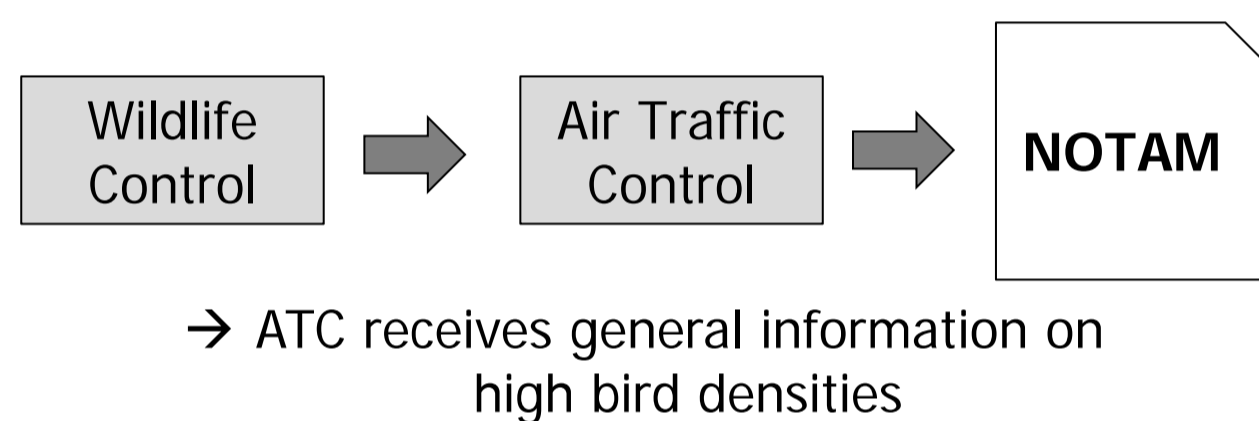 Wildlife
Control
Air Traffic
Control
NOTAM
→ ATC receives general information on
high bird densities